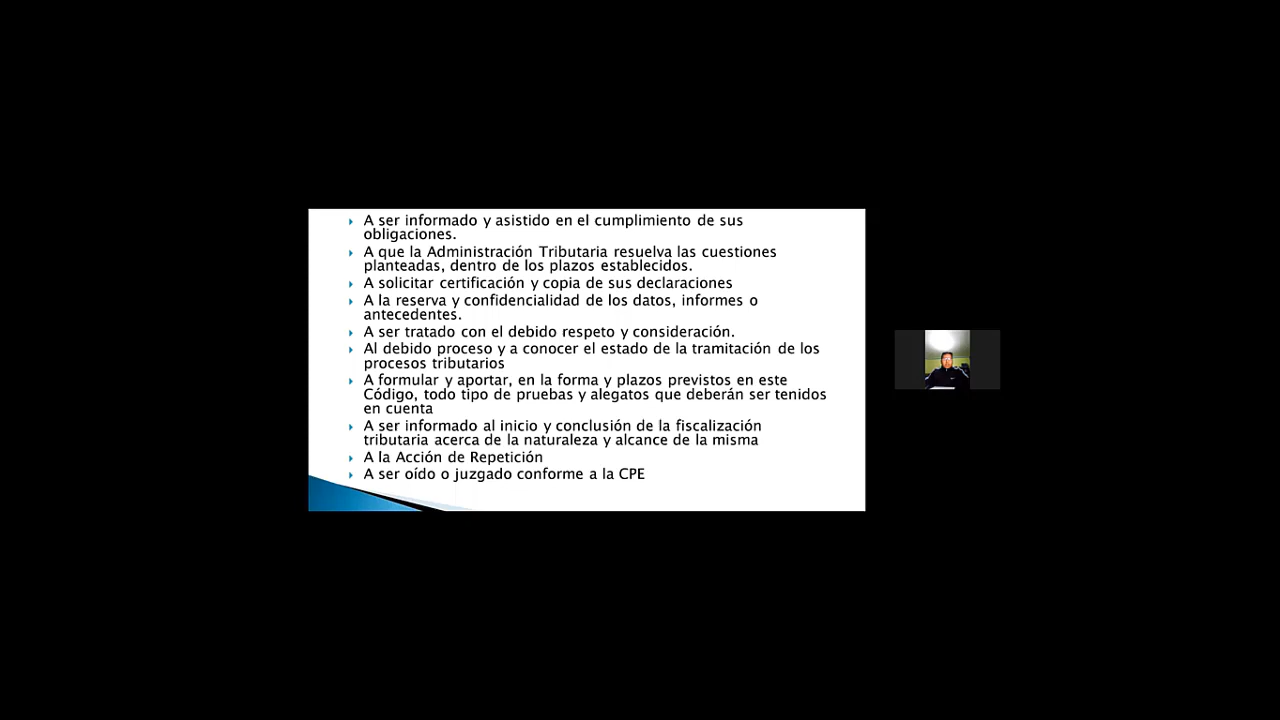 A ser informado y asistido en el cumplimiento de sus
obligaciones.
A que la Administración Tributaria resuelva las cuestiones
planteadas, dentro de los plazos establecidos.
A solicitar certificación y copia de sus declaraciones
A la reserva y confidencialidad de los datos, informes o
antecedentes.
A ser tratado con el debido respeto y consideración.
Al debido proceso y a conocer el estado de la tramitación de los
procesos tributarios
A formular y aportar, en la forma y plazos previstos en este
Código, todo tipo de pruebas y alegatos que deberán ser tenidos
en cuenta
A ser informado al inicio y conclusión de la fiscalización
tributaria acerca de la naturaleza y alcance de la misma
A la Acción de Repetición
A ser oído o juzgado conforme a la CPE